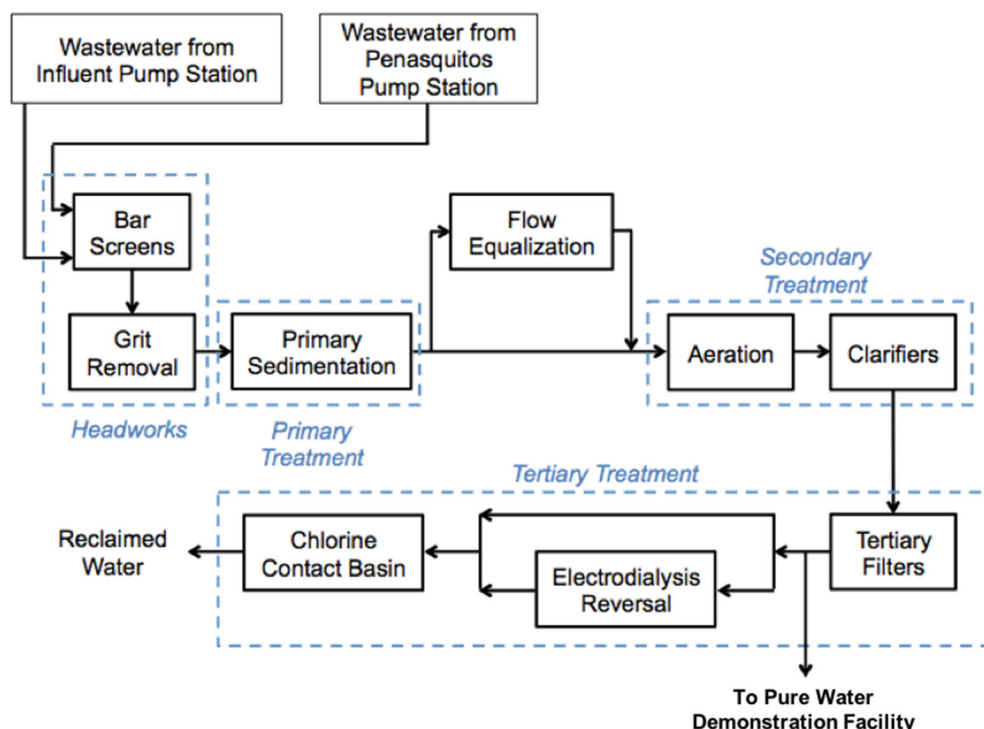 Wastewater from
Influent Pump Station
Wastewater from
Penasquitos
Pump Station
Bar
Screens
Grit
Removal
Headworks
Primary
Sedimentation
Primary
Treatment
Flow
Equalization
Secondary
Treatment
Aeration
Clarifiers
Tertiary Treatment
Tertiary
Filters
Electrodialysis
Reversal
Chlorine
Contact Basin
Reclaimed
Water
To Pure Water
Demonstration Facility